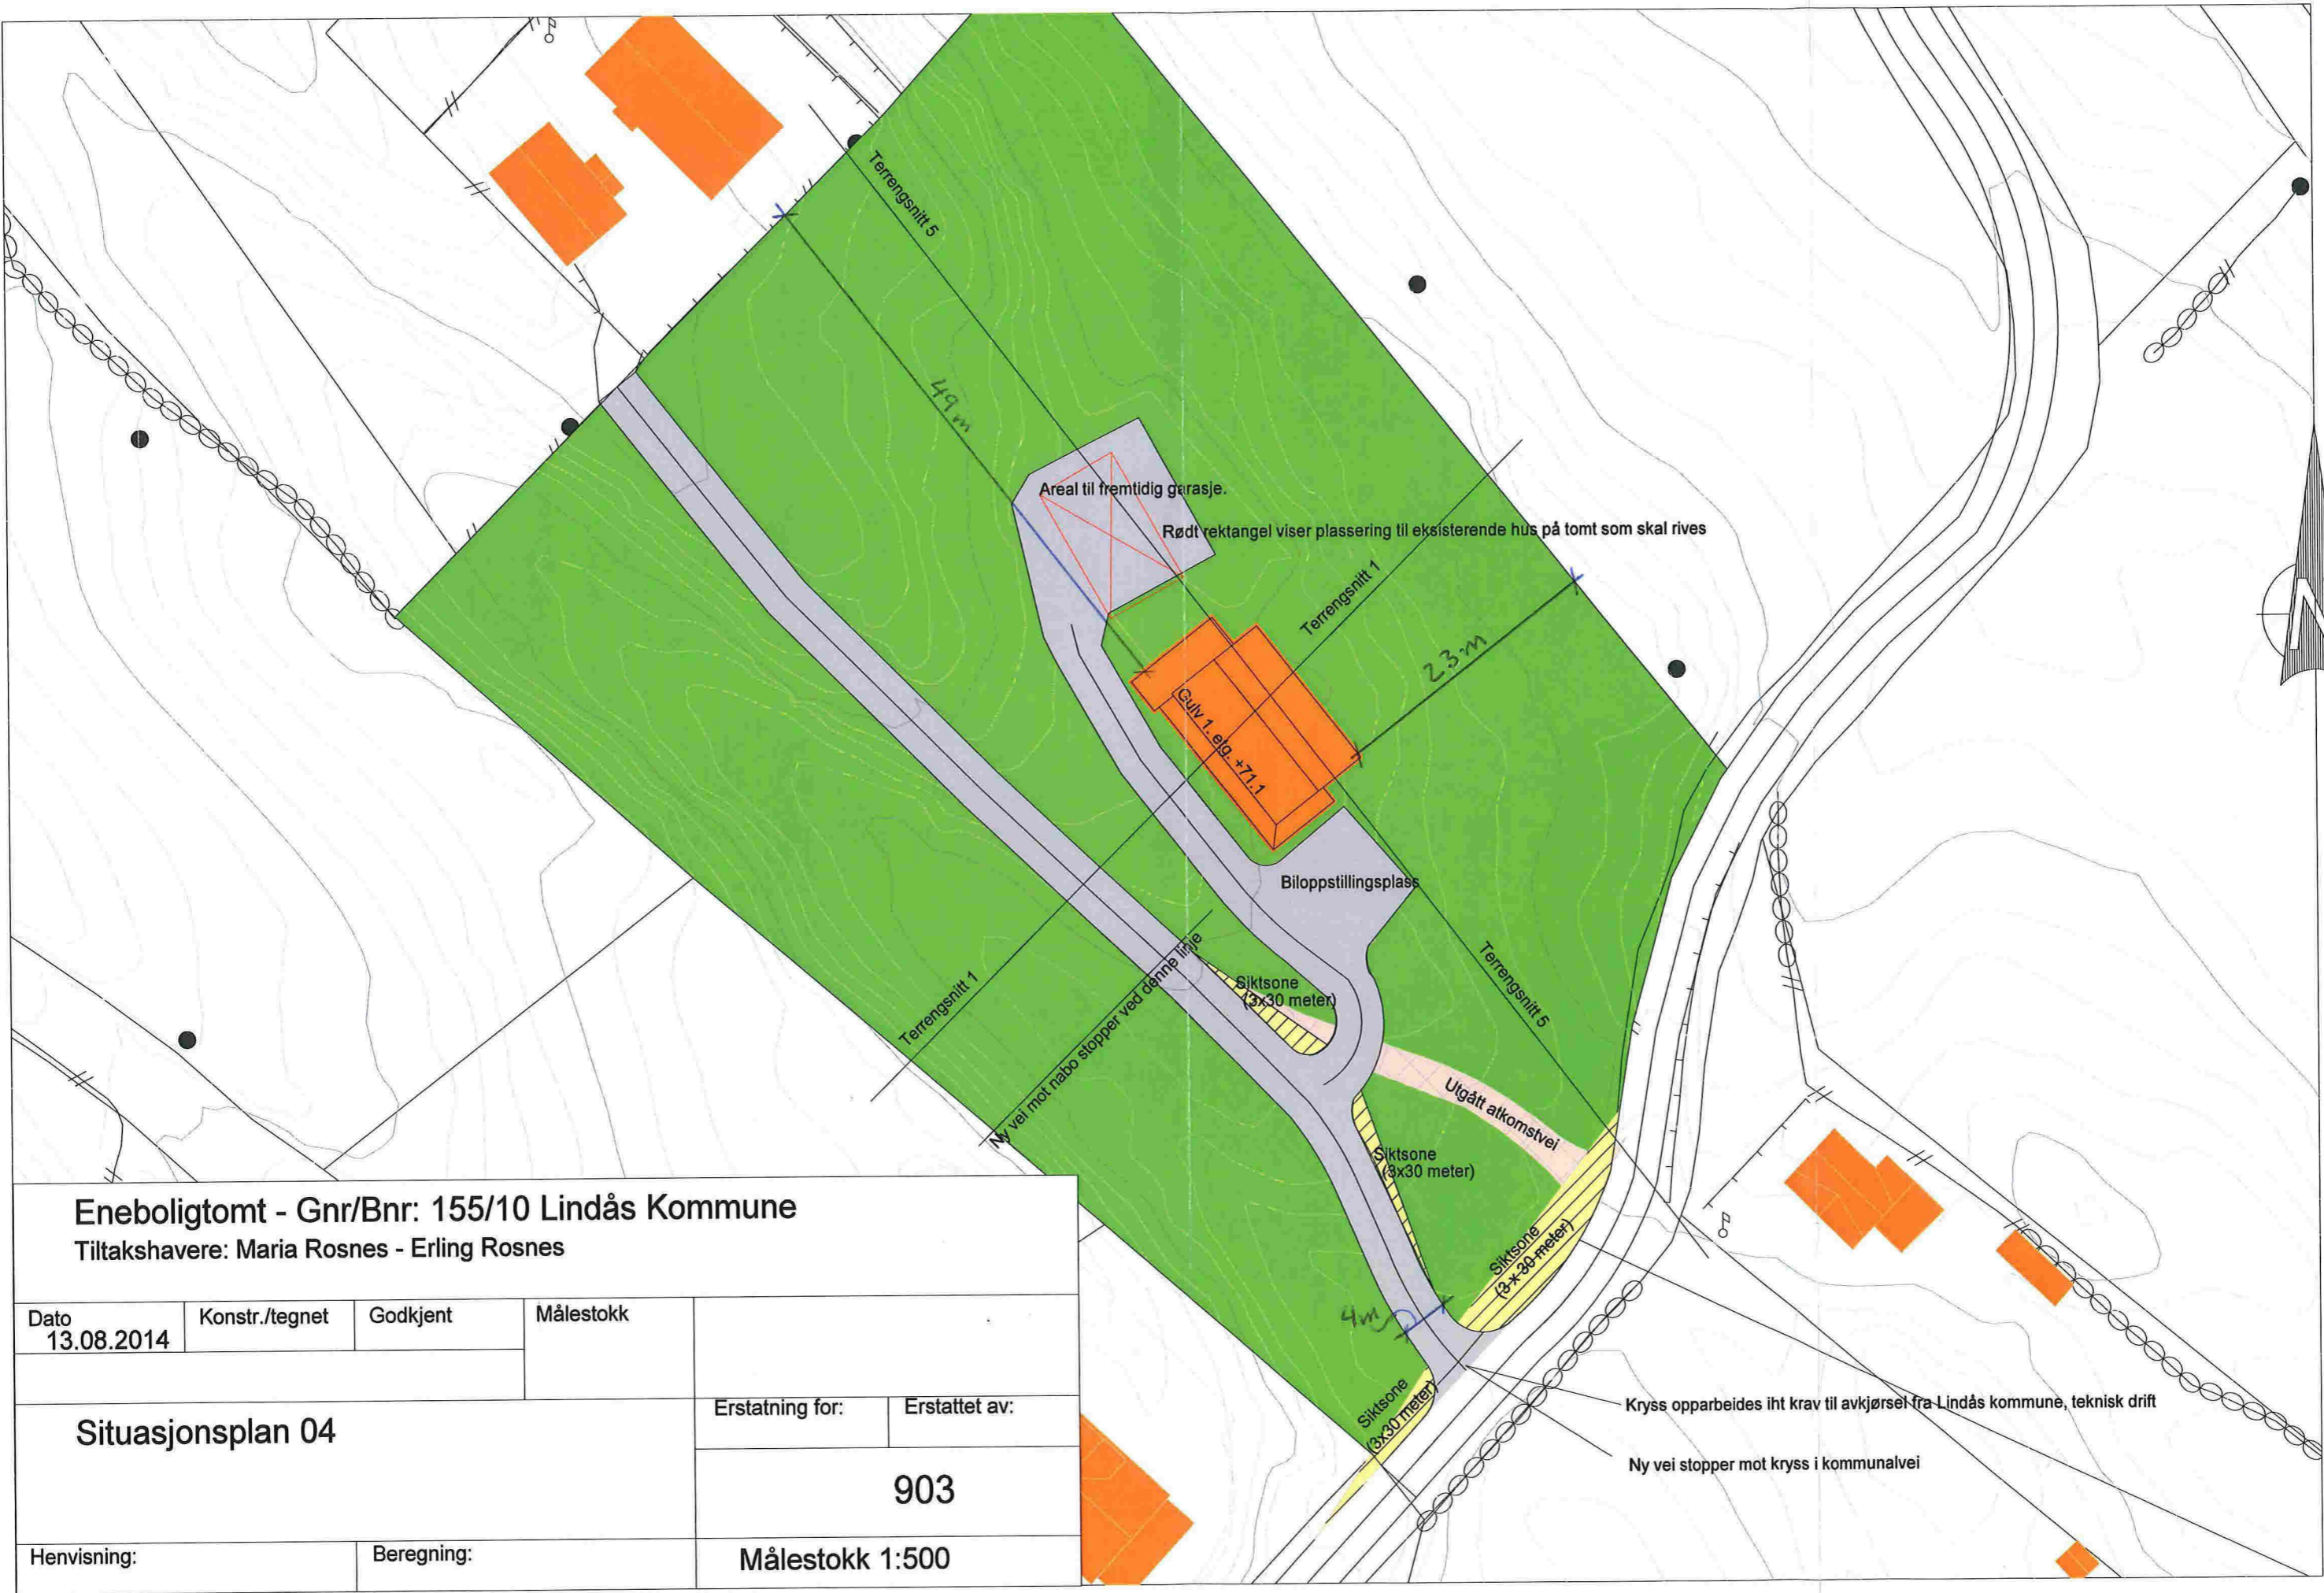 Terrengsnitt 5
49 m
Areal til fremtidig garasje.
Rødt rektangel viser plassering til eksisterende hus på tomt som skal rives
Terrengsnitt 1
23 m
Gulv 1. etg. +71.1
Biloppstillingsplass
Terrengsnitt 1
Ny vei mot nabo stopper ved denne linje
Siktsone
(3x30 meter)
Terrengsnitt 5
Utgått atkomstvei
Siktsone
(3x30 meter)
Siktsone
(3 x 30 meter)
4m
Siktsone
(3x30 meter)
Kryss opparbeides iht krav til avkjørsel fra Lindås kommune, teknisk drift
Ny vei stopper mot kryss i kommunalvei
N
Eneboligtomt - Gnr/Bnr: 155/10 Lindås Kommune
Tiltakshavere: Maria Rosnes - Erling Rosnes
Dato
13.08.2014
Konstr./tegnet
Godkjent
Målestokk
Situasjonsplan 04
Erstatning for:
Erstattet av:
903
Henvisning:
Beregning:
Målestokk 1:500